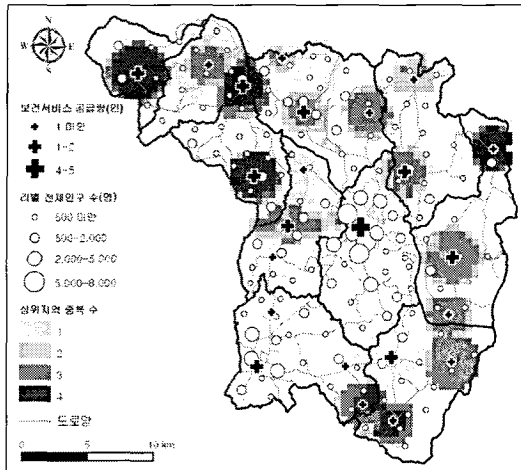 N
W E
S
보건서비스 공급량(인)
1 미만
1-2
4-5
리별 전체인구 수(명)
500 미만
500-2,000
2,000-5,000
5,000-8,000
상위지역 중복 수
1
2
3
4
도로망
0 5 10 km